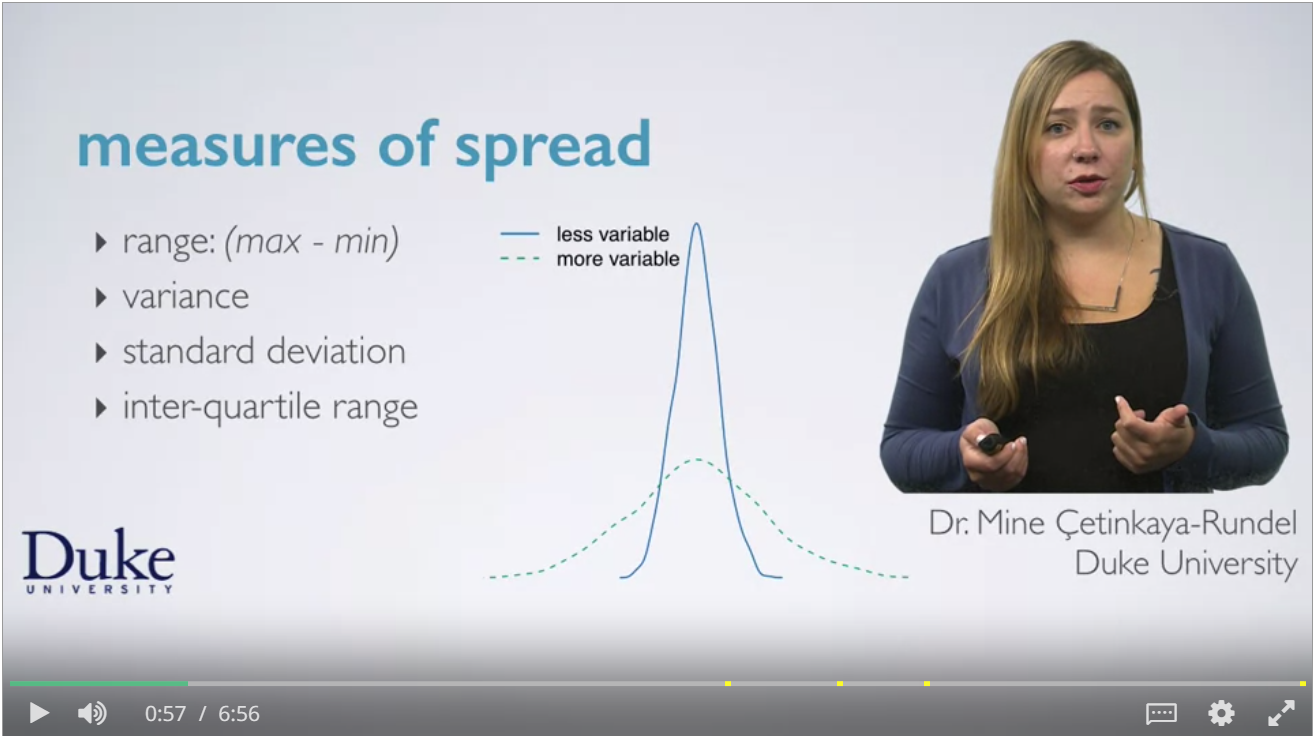 measures of spread
range: (max - min)
variance
standard deviation
inter-quartile range
less variable
more variable
Duke
UNIVERSITY
Dr. Mine Çetinkaya-Rundel
Duke University
0:57 / 6:56